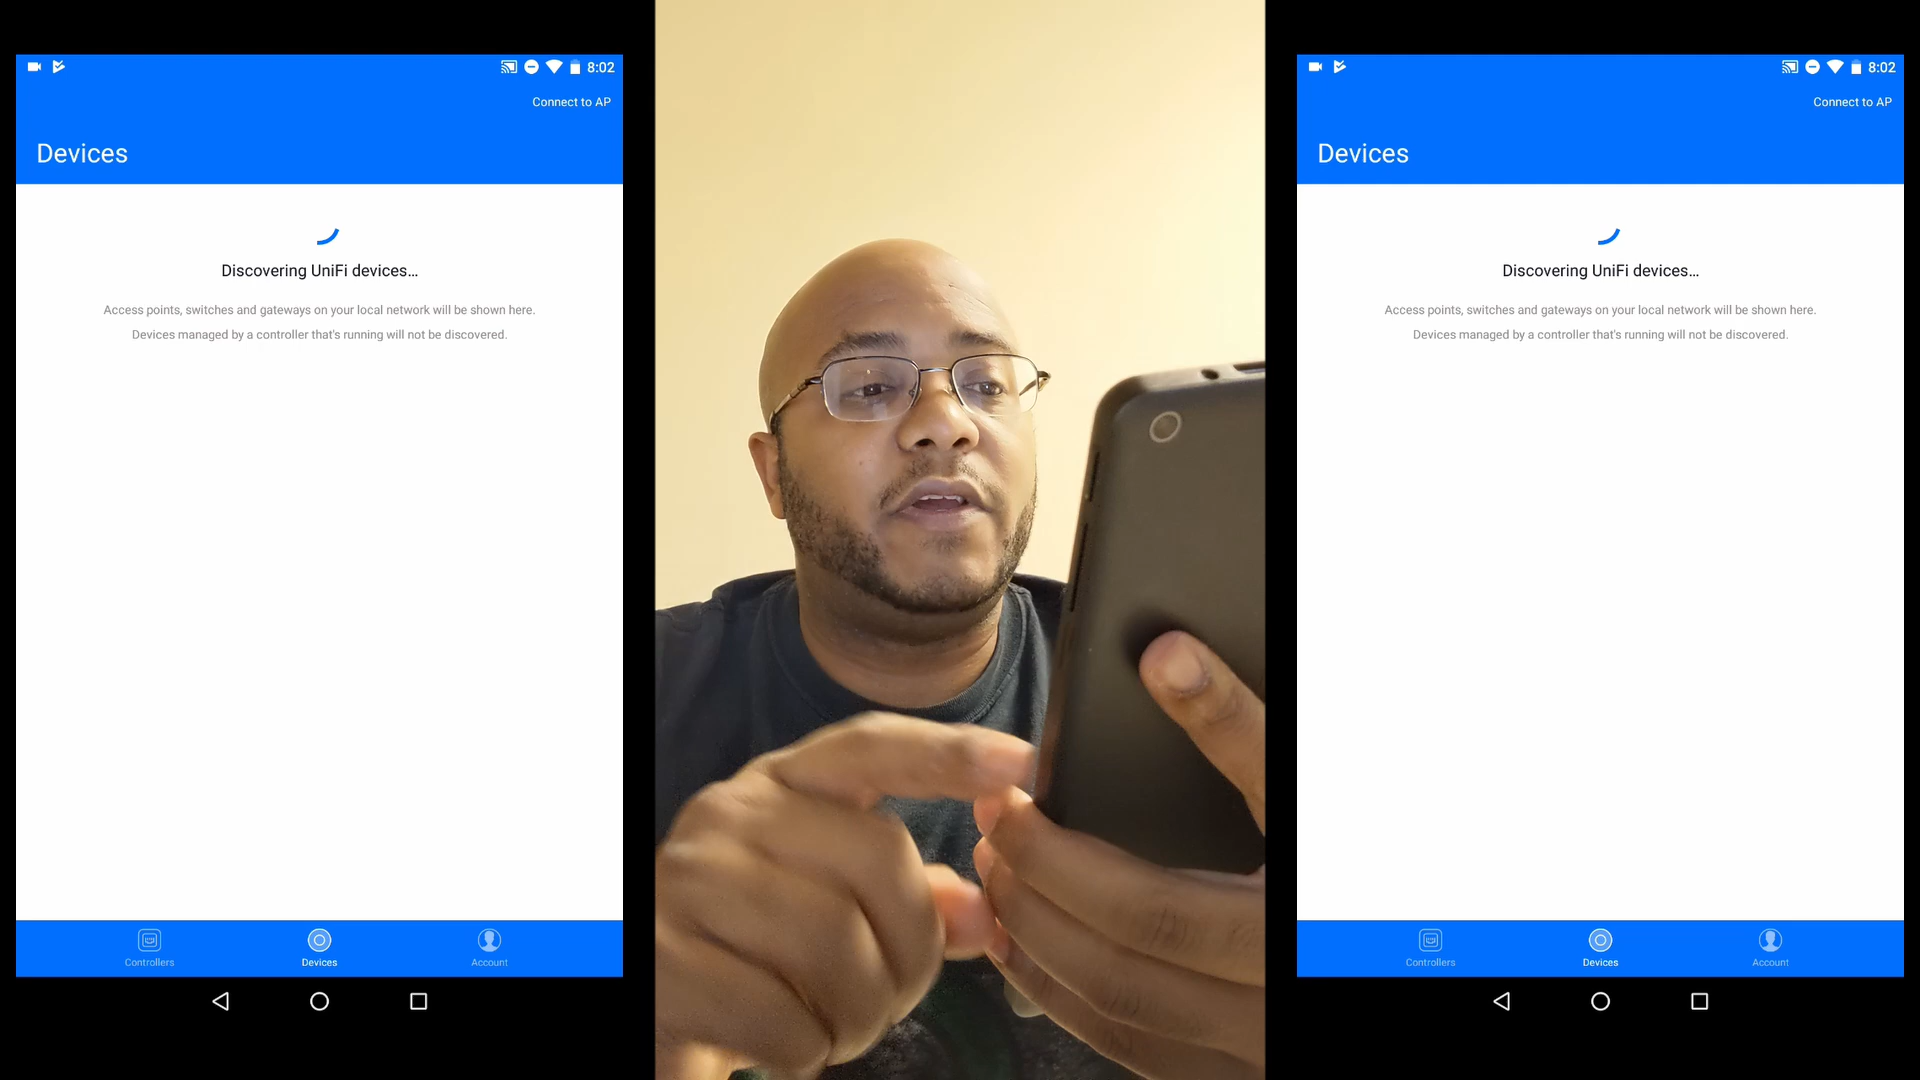 8:02
Connect to AP
Devices
Discovering UniFi devices...
Access points, switches and gateways on your local network will be shown here.
Devices managed by a controller that's running will not be discovered.
Controllers
Devices
Account
8:02
Connect to AP
Devices
Discovering UniFi devices...
Access points, switches and gateways on your local network will be shown here.
Devices managed by a controller that's running will not be discovered.
Controllers
Devices
Account